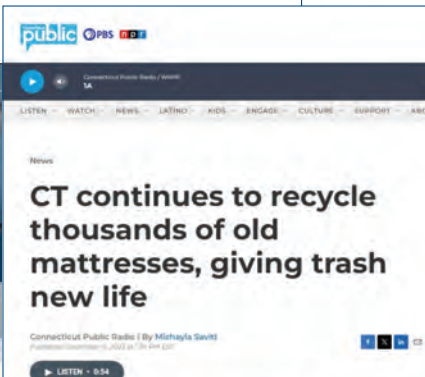 public PBS npr
Connecticut Public Radio / WNPR
1A
LISTEN WATCH NEWS LATINO KIDS ENGAGE CULTURE SUPPORT
News
CT continues to recycle
thousands of old
mattresses, giving trash
new life
Connecticut Public Radio | By Michayla Savitt
LISTEN • 0:54